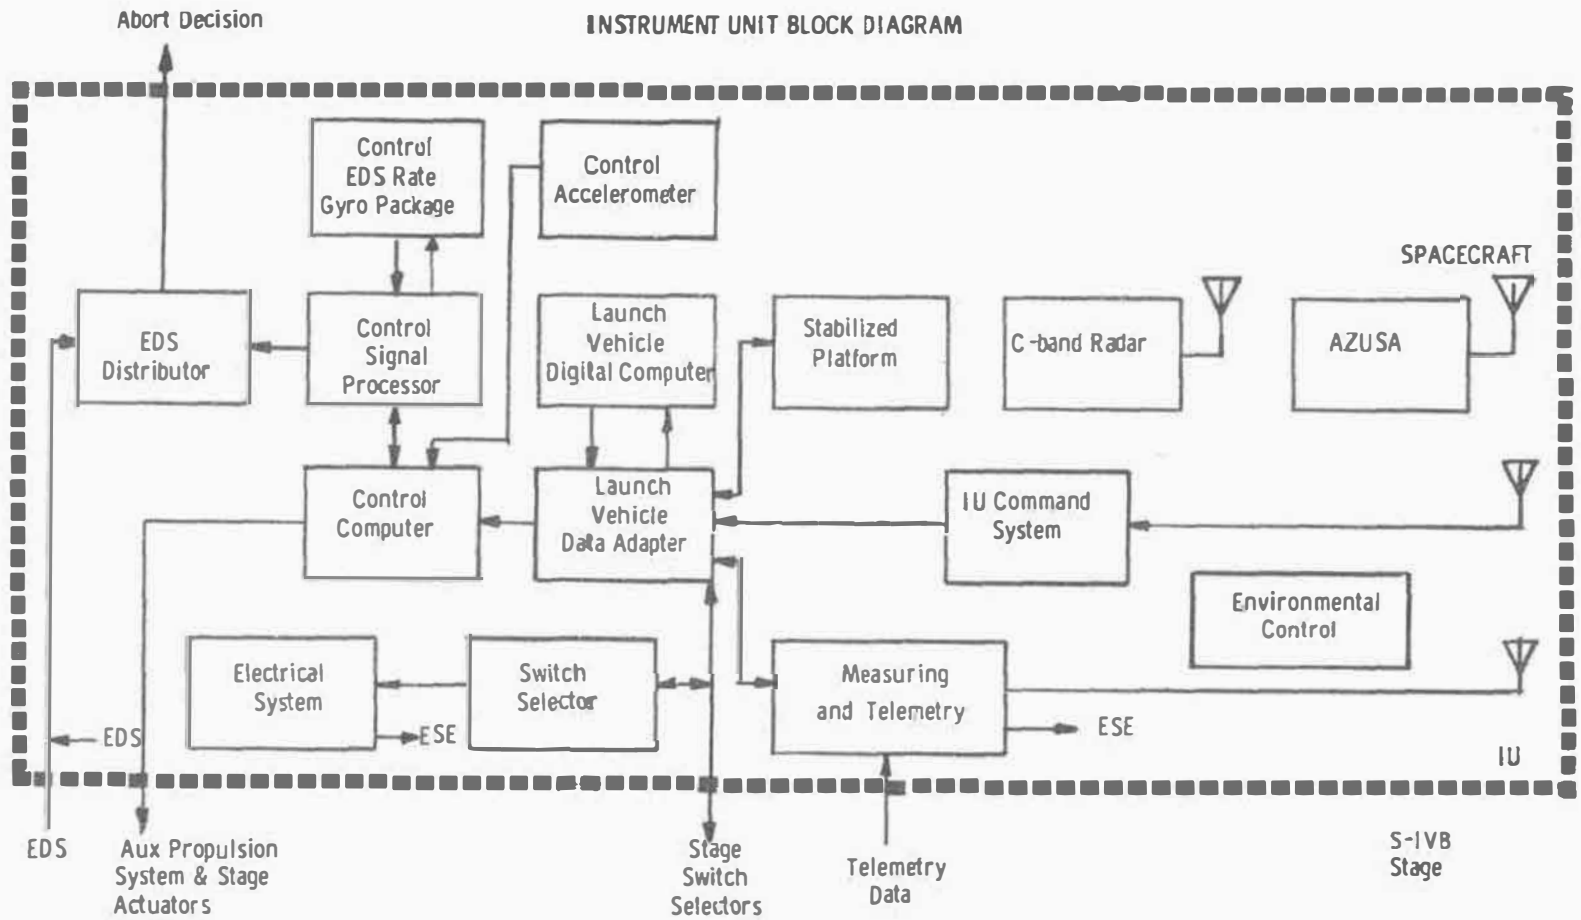 Abort Decision
INSTRUMENT UNIT BLOCK DIAGRAM
Control
EDS Rate
Gyro Package
Control
Accelerometer
SPACECRAFT
EDS
Distributor
Control
Signal
Processor
Launch
Vehicle
Digital Computer
Stabilized
Platform
C-band Radar
AZUSA
Control
Computer
Launch
Vehicle
Data Adapter
IU Command
System
Environmental
Control
Electrical
System
Switch
Selector
Measuring
and Telemetry
EDS
ESE
ESE
IU
EDS
Aux Propulsion
System & Stage
Actuators
Stage
Switch
Selectors
Telemetry
Data
S-IVB
Stage